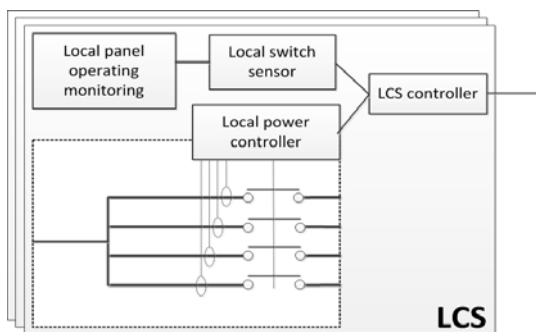 Local panel
operating
monitoring
Local switch
sensor
LCS controller
Local power
controller
LCS